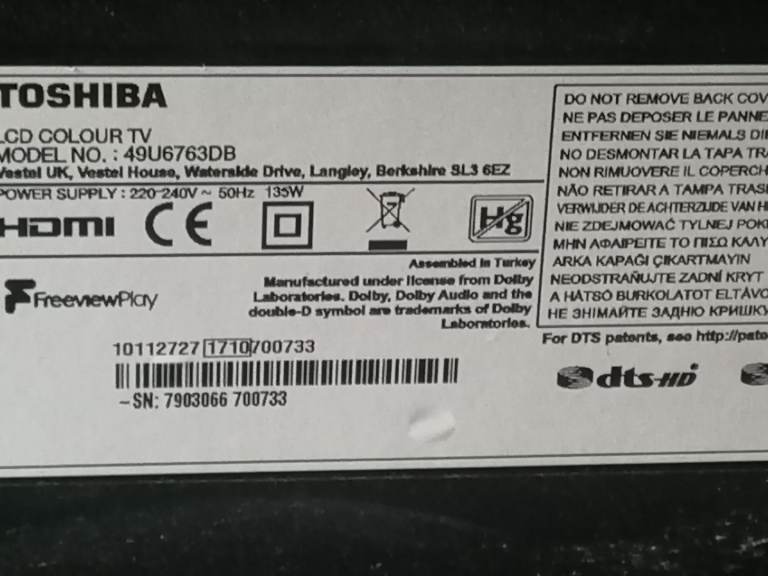 TOSHIBA
LCD COLOUR TV
MODEL NO. : 49U6763DB
Vestel UK, Vestel House, Waterside Drive, Langley, Berkshire SL3 6EZ
POWER SUPPLY : 220-240V ~ 50Hz 135W
HDMI CE Hg
Assembled in Turkey
FreeviewPlay
Manufactured under license from Dolby
Laboratories. Dolby, Dolby Audio and the
double-D symbol are trademarks of Dolby
Laboratories.
10112727 1710 700733
-SN: 7903066 700733
DO NOT REMOVE BACK COV
NE PAS DEPOSER LE PANNE
ENTFERNEN SIE NIEMALS DI
NO DESMONTAR LA TAPA TRA
NON RIMUOVERE IL COPERCH
NÃO RETIRAR A TAMPA TRAS
VERWIJDER DE ACHTERZIJDE VAN H
NIE ZDEJMOWAĆ TYLNEJ POK
ΜΗΝ ΑΦΑΙΡΕΙΤΕ ΤΟ ΠΙΣΩ ΚΑΛΥ
ARKA KAPAĞI ÇIKARTMAYIN
NEODSTRAŇUJTE ZADNÍ KRYT
A HÁTSÓ BURKOLATOT ELTÁVO
НЕ ЗНІМАЙТЕ ЗАДНЮ КРИШКУ
For DTS patents, see http://pate
dts-HD